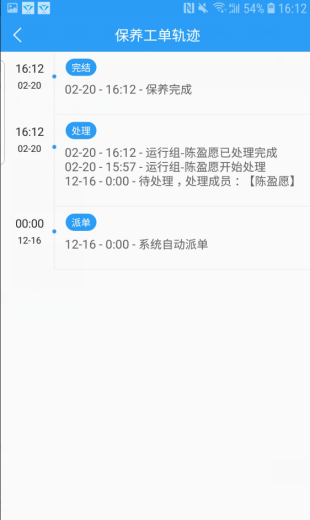 54% 16:12
保养工单轨迹
16:12
02-20
完结
02-20 - 16:12 - 保养完成
16:12
02-20
处理
02-20 - 16:12 - 运行组-陈盈愿已处理完成
02-20 - 15:57 - 运行组-陈盈愿开始处理
12-16 - 0:00 - 待处理，处理成员：【陈盈愿】
00:00
12-16
派单
12-16 - 0:00 - 系统自动派单